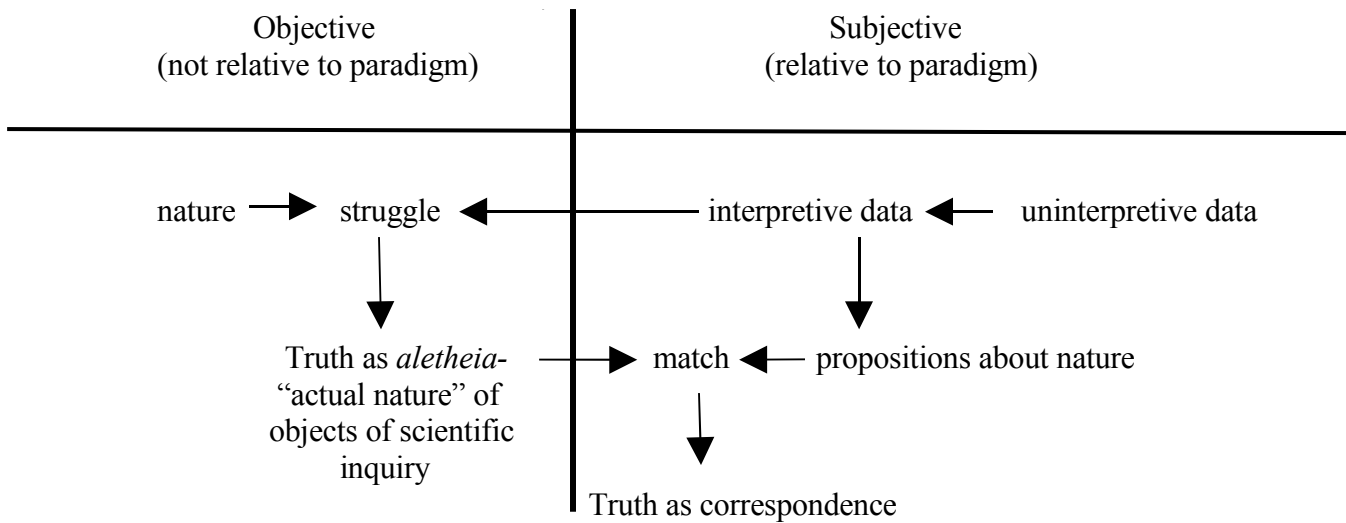 Objective
(not relative to paradigm)
Subjective
(relative to paradigm)
nature
struggle
interpretive data
uninterpretive data
Truth as aletheia-
“actual nature” of
objects of scientific
inquiry
match
propositions about nature
Truth as correspondence